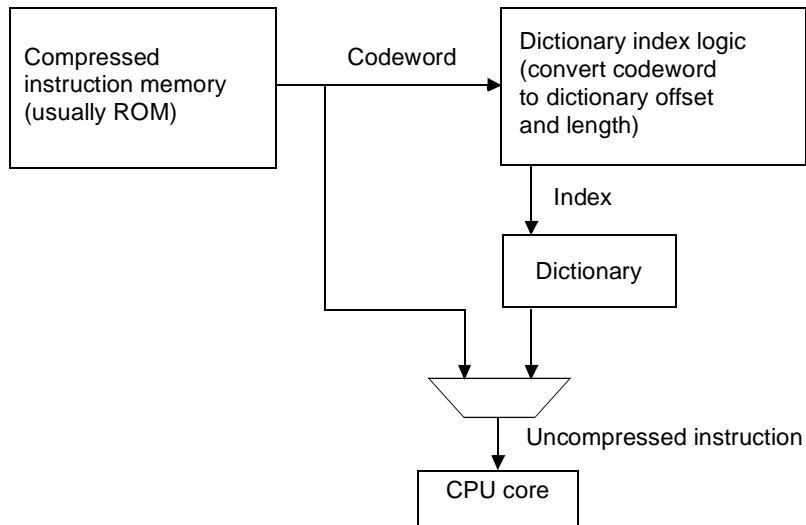 Compressed
instruction memory
(usually ROM)
Codeword
Dictionary index logic
(convert codeword
to dictionary offset
and length)
Index
Dictionary
Uncompressed instruction
CPU core